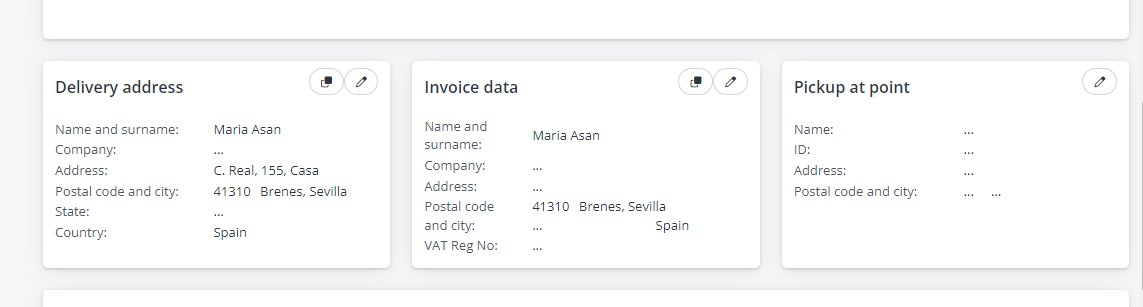 Delivery address
Name and surname: Maria Asan
Company: ...
Address: C. Real, 155, Casa
Postal code and city: 41310 Brenes, Sevilla
State: ...
Country: Spain
Invoice data
Name and
surname: Maria Asan
Company: ...
Address: ...
Postal code 41310 Brenes, Sevilla
and city: ... Spain
VAT Reg No: ...
Pickup at point
Name: ...
ID: ...
Address: ...
Postal code and city: ... ...